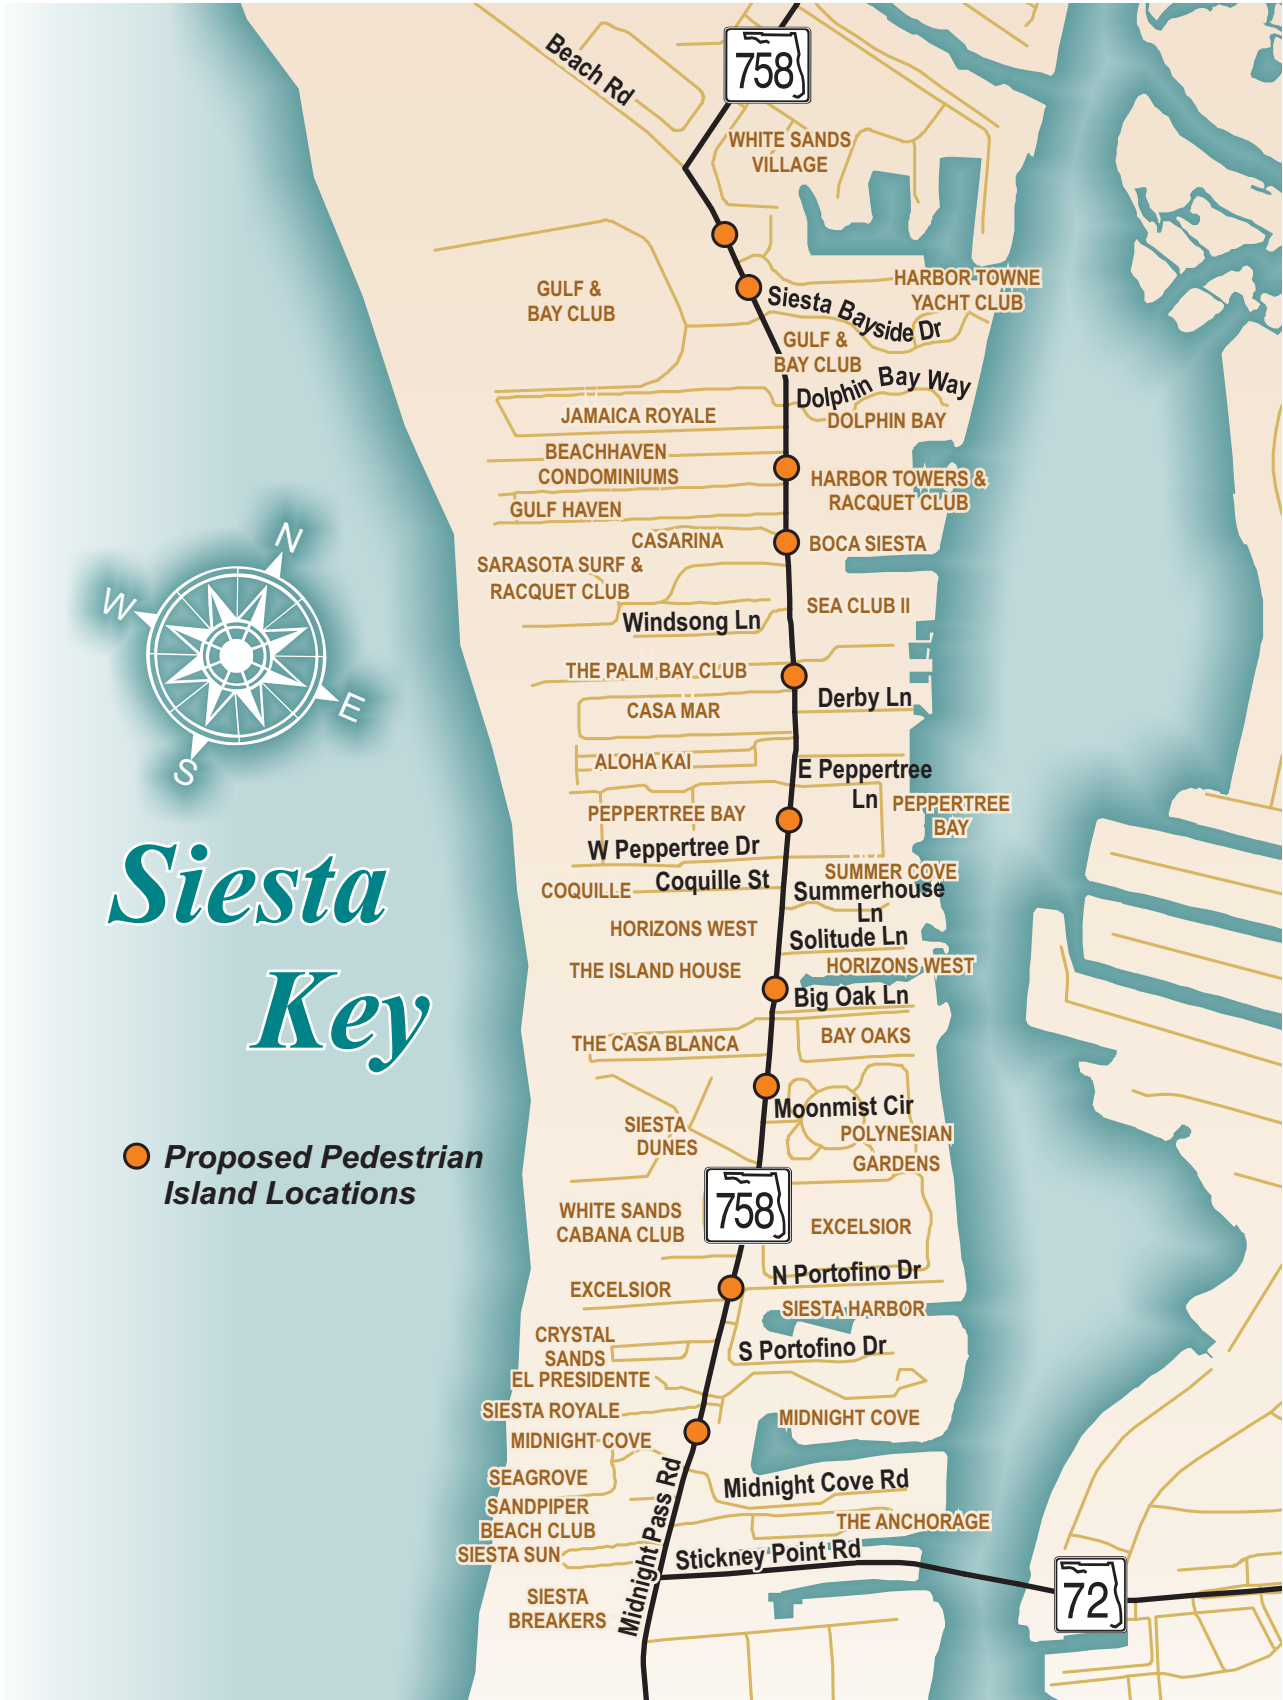 758
Beach Rd
WHITE SANDS
VILLAGE
HARBOR TOWNE
YACHT CLUB
GULF &
BAY CLUB
Siesta Bayside Dr
GULF &
BAY CLUB
Dolphin Bay Way
JAMAICA ROYALE
DOLPHIN BAY
BEACHHAVEN
CONDOMINIUMS
HARBOR TOWERS &
RACQUET CLUB
GULF HAVEN
CASARINA
BOCA SIESTA
SARASOTA SURF &
RACQUET CLUB
SEA CLUB II
Windsong Ln
N
W
E
S
THE PALM BAY CLUB
Derby Ln
CASA MAR
ALOHA KAI
E Peppertree
Ln
PEPPERTREE
BAY
PEPPERTREE BAY
W Peppertree Dr
SUMMER COVE
COQUILLE
Coquille St
Summerhouse
Ln
HORIZONS WEST
Solitude Ln
THE ISLAND HOUSE
HORIZONS WEST
Big Oak Ln
THE CASA BLANCA
BAY OAKS
Siesta
Key
Moonmist Cir
SIESTA
DUNES
POLYNESIAN
GARDENS
Proposed Pedestrian
Island Locations
758
WHITE SANDS
CABANA CLUB
EXCELSIOR
N Portofino Dr
EXCELSIOR
SIESTA HARBOR
CRYSTAL
SANDS
S Portofino Dr
EL PRESIDENTE
SIESTA ROYALE
MIDNIGHT COVE
MIDNIGHT COVE
SEAGROVE
Midnight Cove Rd
SANDPIPER
BEACH CLUB
THE ANCHORAGE
SIESTA SUN
Stickney Point Rd
Midnight Pass Rd
SIESTA
BREAKERS
72